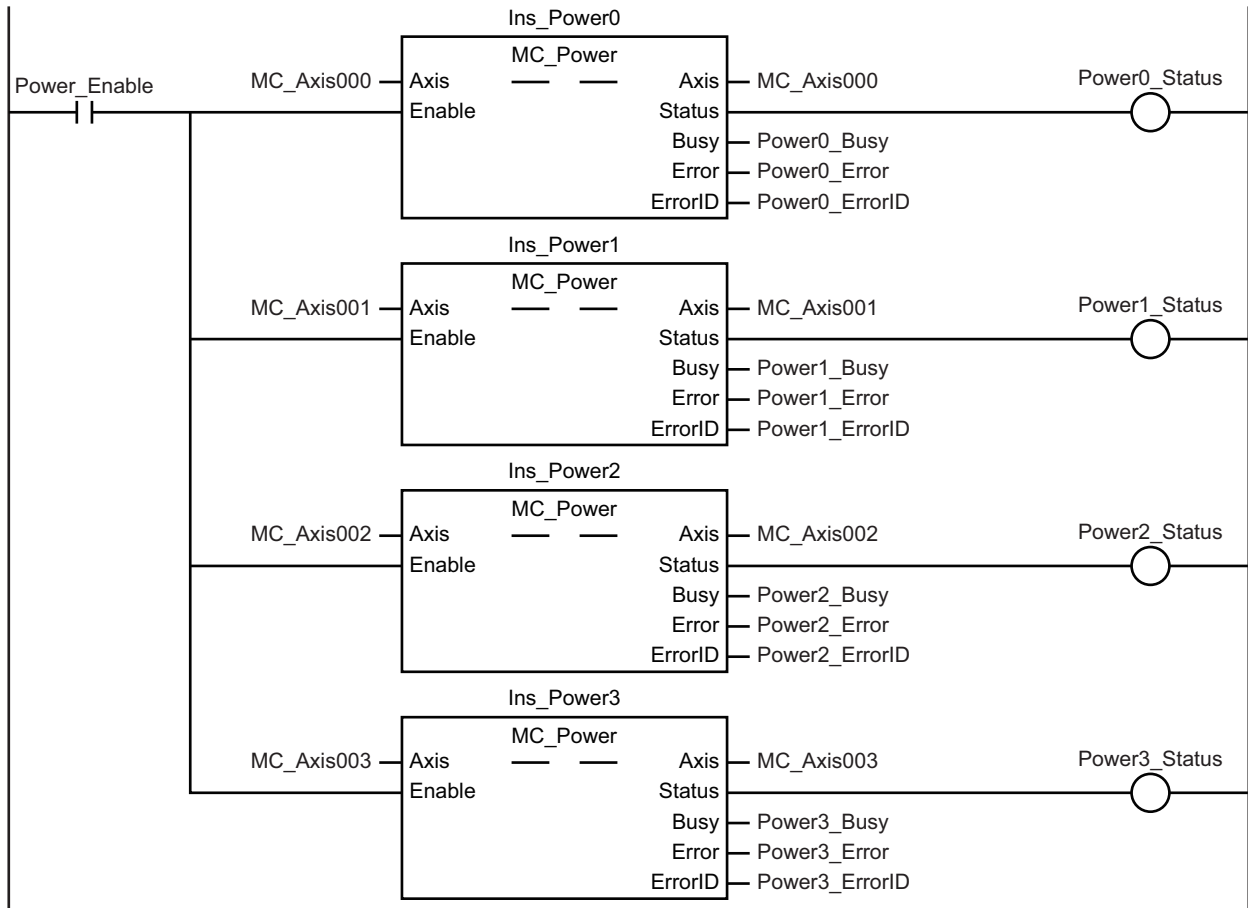 Ins_Power0
MC_Power
Power_Enable
MC_Axis000 Axis Axis MC_Axis000 Power0_Status
Enable Status
Busy Power0_Busy
Error Power0_Error
ErrorID Power0_ErrorID
Ins_Power1
MC_Power
MC_Axis001 Axis Axis MC_Axis001 Power1_Status
Enable Status
Busy Power1_Busy
Error Power1_Error
ErrorID Power1_ErrorID
Ins_Power2
MC_Power
MC_Axis002 Axis Axis MC_Axis002 Power2_Status
Enable Status
Busy Power2_Busy
Error Power2_Error
ErrorID Power2_ErrorID
Ins_Power3
MC_Power
MC_Axis003 Axis Axis MC_Axis003 Power3_Status
Enable Status
Busy Power3_Busy
Error Power3_Error
ErrorID Power3_ErrorID